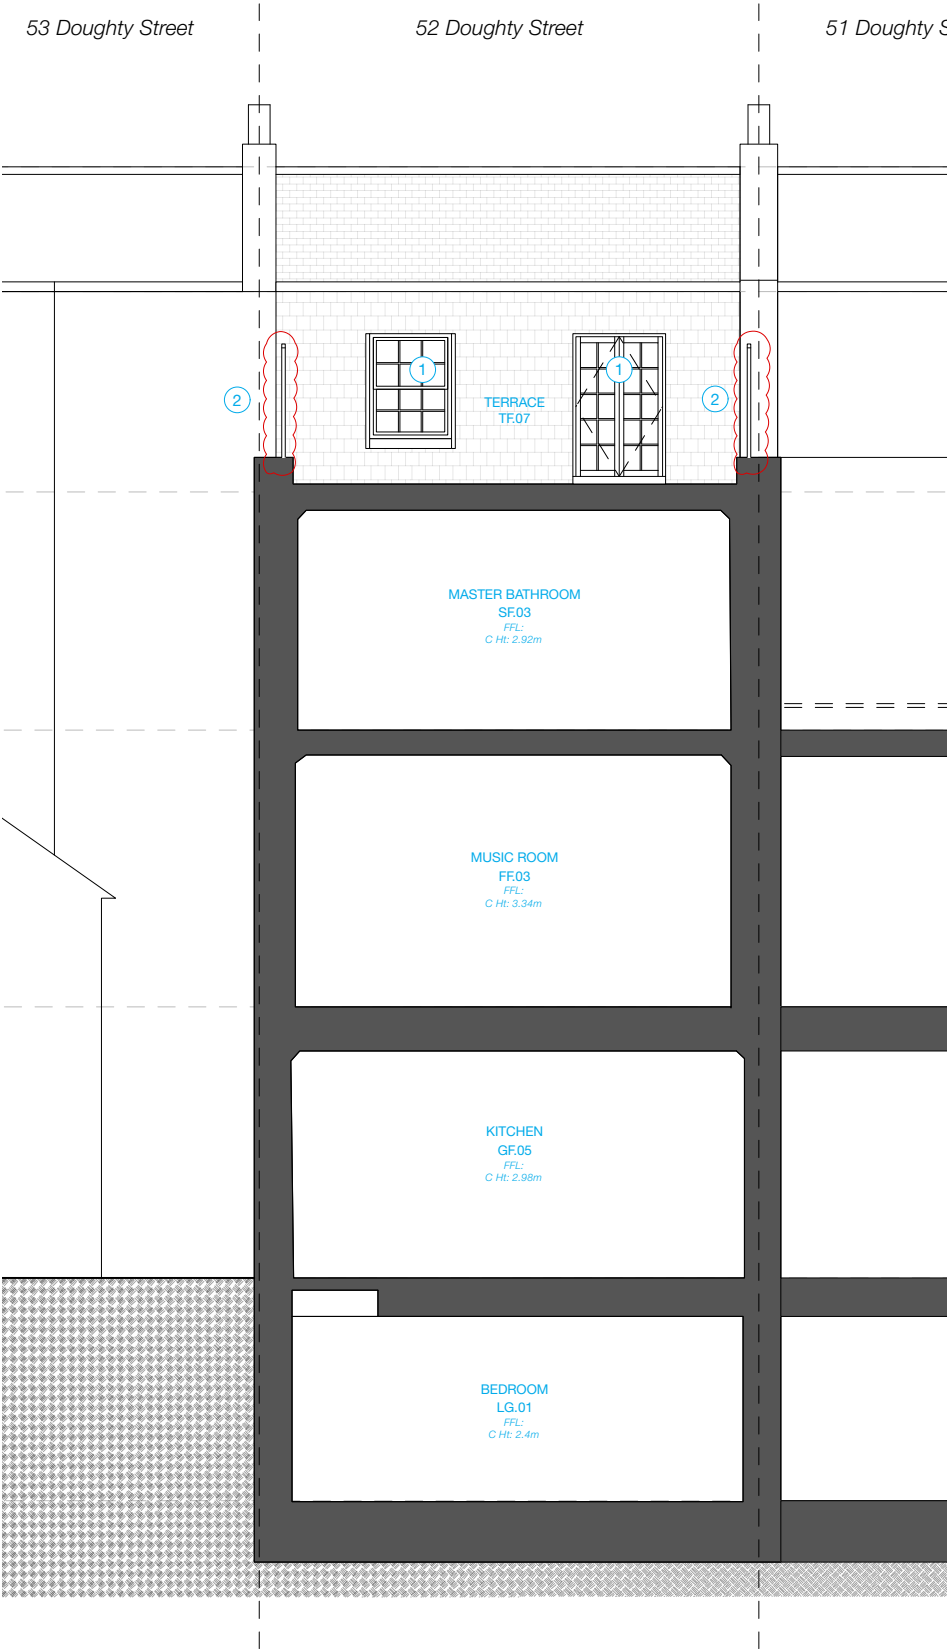 53 Doughty Street
52 Doughty Street
51 Doughty S
1
1
2
TERRACE
TF.07
2
MASTER BATHROOM
SF.03
FFL:
C Ht: 2.92m
MUSIC ROOM
FF.03
FFL:
C Ht: 3.34m
KITCHEN
GF.05
FFL:
C Ht: 2.98m
BEDROOM
LG.01
FFL:
C Ht: 2.4m